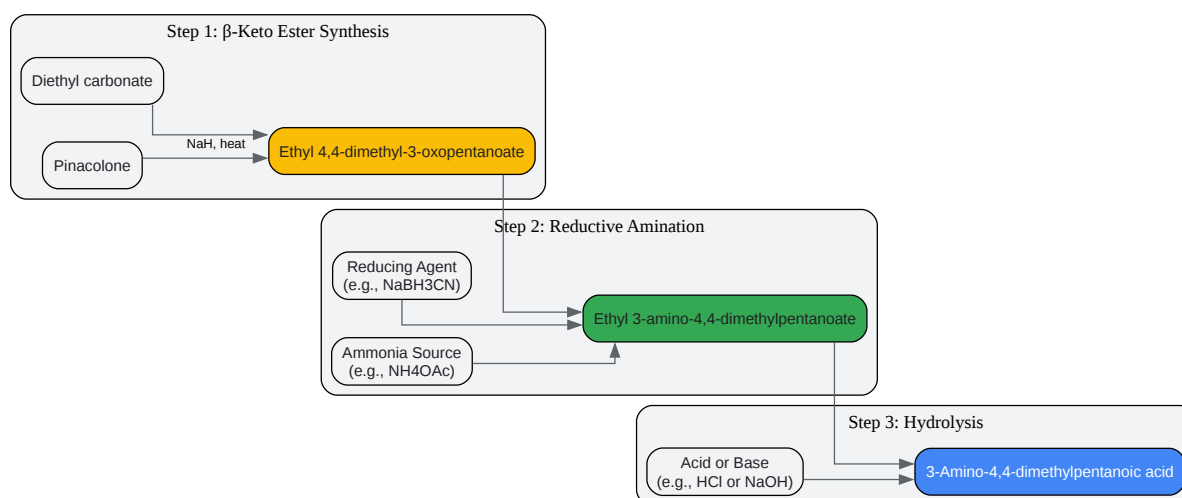 Step 1: β-Keto Ester Synthesis
Diethyl carbonate
NaH, heat
Pinacolone
Ethyl 4,4-dimethyl-3-oxopentanoate
Step 2: Reductive Amination
Reducing Agent
(e.g., NaBH3CN)
Ethyl 3-amino-4,4-dimethylpentanoate
Ammonia Source
(e.g., NH4OAc)
Step 3: Hydrolysis
Acid or Base
(e.g., HCl or NaOH)
3-Amino-4,4-dimethylpentanoic acid